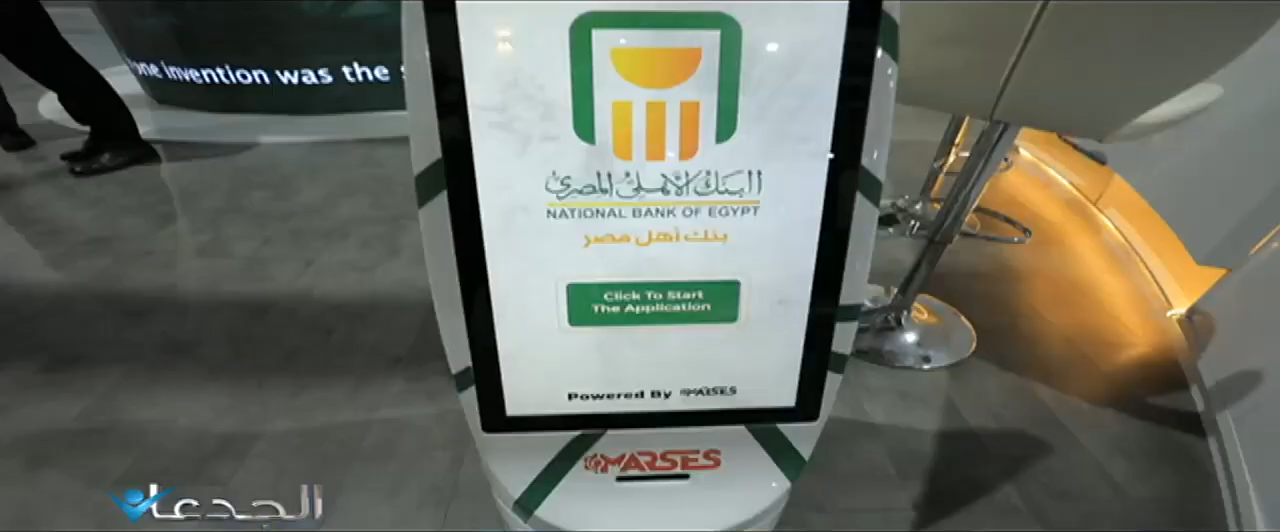 one invention was the
البنك الأهلي المصري
NATIONAL BANK OF EGYPT
بنك أهل مصر
Click To Start
The Application
Powered By MARSES
MARSES
الجدعان